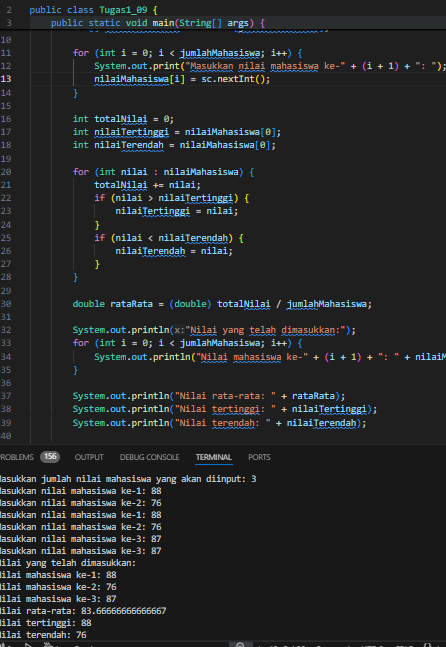 2 public class Tugas1_09 {
3 public static void main(String[] args) {
10
11 for (int i = 0; i < jumlahMahasiswa; i++) {
12 System.out.print("Masukkan nilai mahasiswa ke-" + (i + 1) + ": ");
13 nilaiMahasiswa[i] = sc.nextInt();
14 }
15
16 int totalNilai = 0;
17 int nilaiTertinggi = nilaiMahasiswa[0];
18 int nilaiTerendah = nilaiMahasiswa[0];
19
20 for (int nilai : nilaiMahasiswa) {
21 totalNilai += nilai;
22 if (nilai > nilaiTertinggi) {
23 nilaiTertinggi = nilai;
24 }
25 if (nilai < nilaiTerendah) {
26 nilaiTerendah = nilai;
27 }
28 }
29
30 double rataRata = (double) totalNilai / jumlahMahasiswa;
31
32 System.out.println(x:"Nilai yang telah dimasukkan:");
33 for (int i = 0; i < jumlahMahasiswa; i++) {
34 System.out.println("Nilai mahasiswa ke-" + (i + 1) + ": " + nilaiM
35 }
36
37 System.out.println("Nilai rata-rata: " + rataRata);
38 System.out.println("Nilai tertinggi: " + nilaiTertinggi);
39 System.out.println("Nilai terendah: " + nilaiTerendah);
40
ROBLEMS 156 OUTPUT DEBUG CONSOLE TERMINAL PORTS
Masukkan jumlah nilai mahasiswa yang akan diinput: 3
Masukkan nilai mahasiswa ke-1: 88
Masukkan nilai mahasiswa ke-2: 76
Masukkan nilai mahasiswa ke-1: 88
Masukkan nilai mahasiswa ke-2: 76
Masukkan nilai mahasiswa ke-3: 87
Masukkan nilai mahasiswa ke-3: 87
Nilai yang telah dimasukkan:
Nilai mahasiswa ke-1: 88
Nilai mahasiswa ke-2: 76
Nilai mahasiswa ke-3: 87
Nilai rata-rata: 83.66666666666667
Nilai tertinggi: 88
Nilai terendah: 76